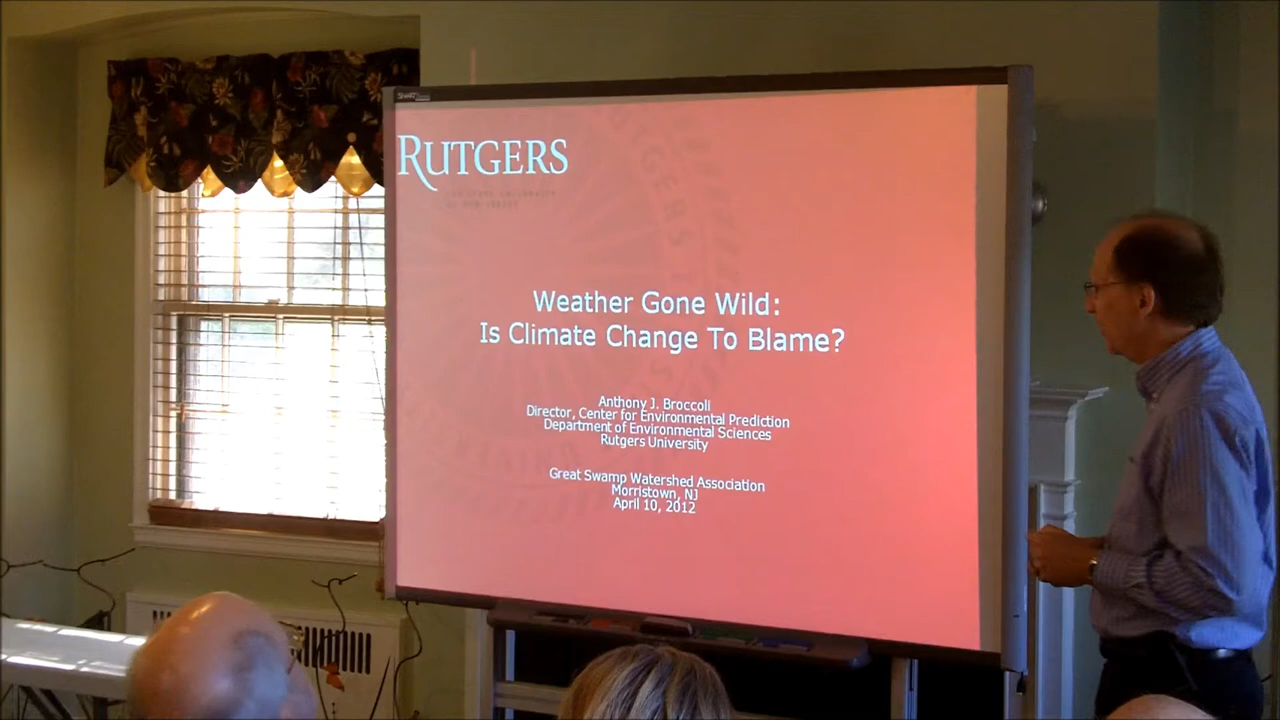 SMART
RUTGERS
Weather Gone Wild:
Is Climate Change To Blame?
Anthony J. Broccoli
Director, Center for Environmental Prediction
Department of Environmental Sciences
Rutgers University
Great Swamp Watershed Association
Morristown, NJ
April 10, 2012